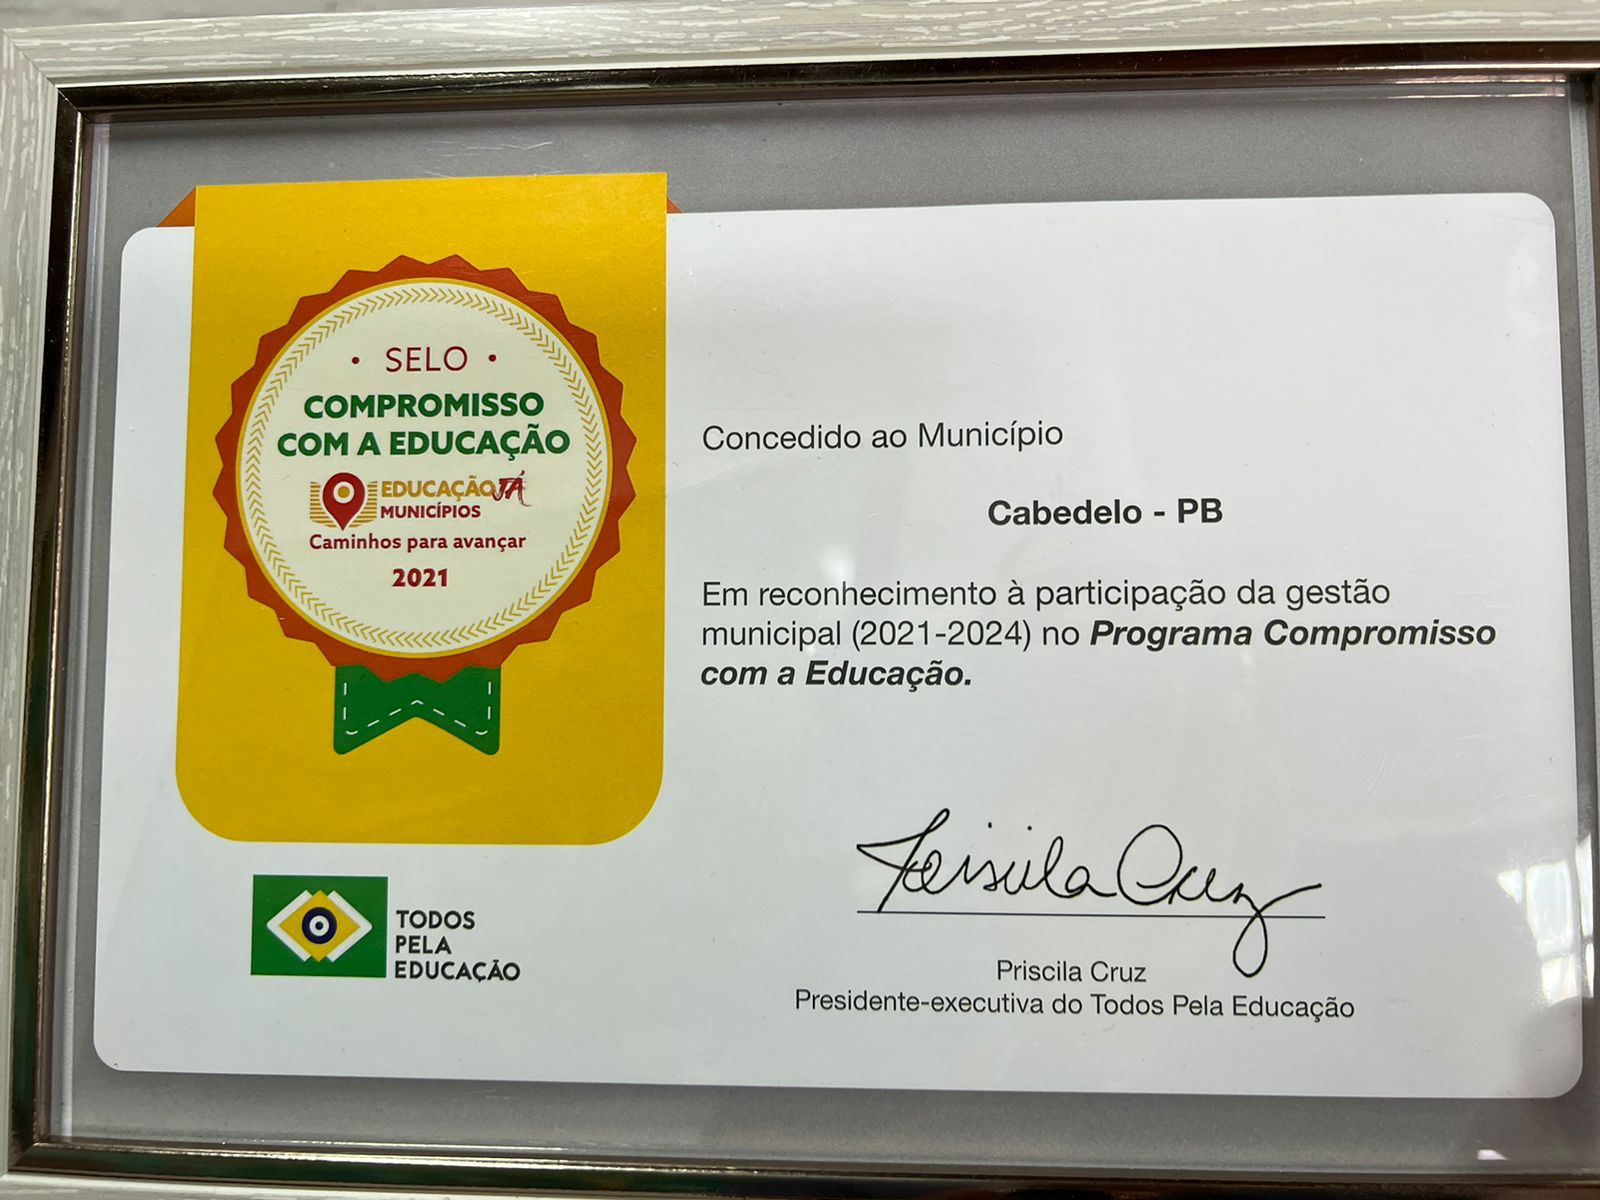 • SELO •
COMPROMISSO
COM A EDUCAÇÃO
EDUCAÇÃO JÁ
MUNICÍPIOS
Caminhos para avançar
2021
TODOS
PELA
EDUCAÇÃO
Concedido ao Município
Cabedelo - PB
Em reconhecimento à participação da gestão
municipal (2021-2024) no Programa Compromisso
com a Educação.
Priscila Cruz
Priscila Cruz
Presidente-executiva do Todos Pela Educação